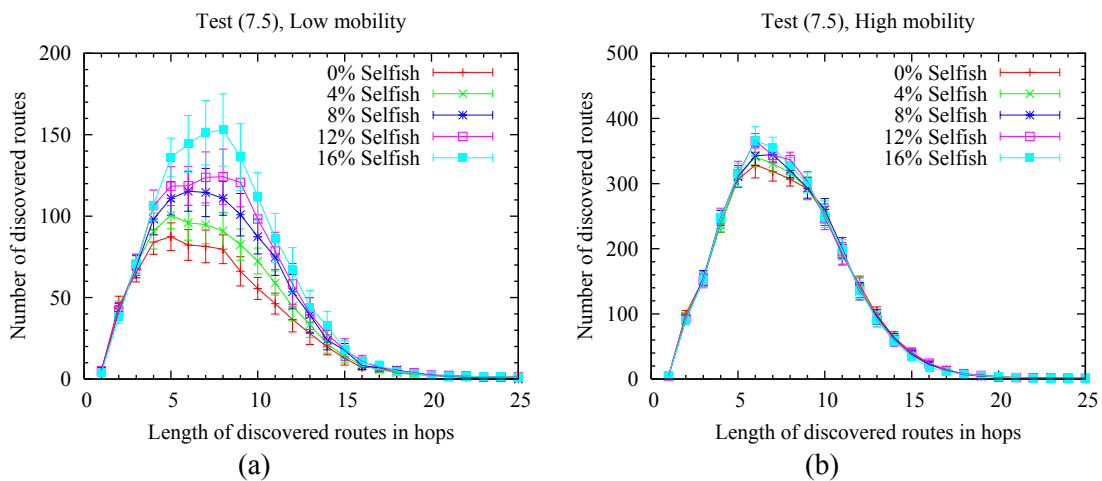 Test (7.5), Low mobility
200
150
100
50
0
0% Selfish
4% Selfish
8% Selfish
12% Selfish
16% Selfish
Number of discovered routes
0 5 10 15 20 25
Length of discovered routes in hops
(a)
Test (7.5), High mobility
500
400
300
200
100
0
0% Selfish
4% Selfish
8% Selfish
12% Selfish
16% Selfish
Number of discovered routes
0 5 10 15 20 25
Length of discovered routes in hops
(b)